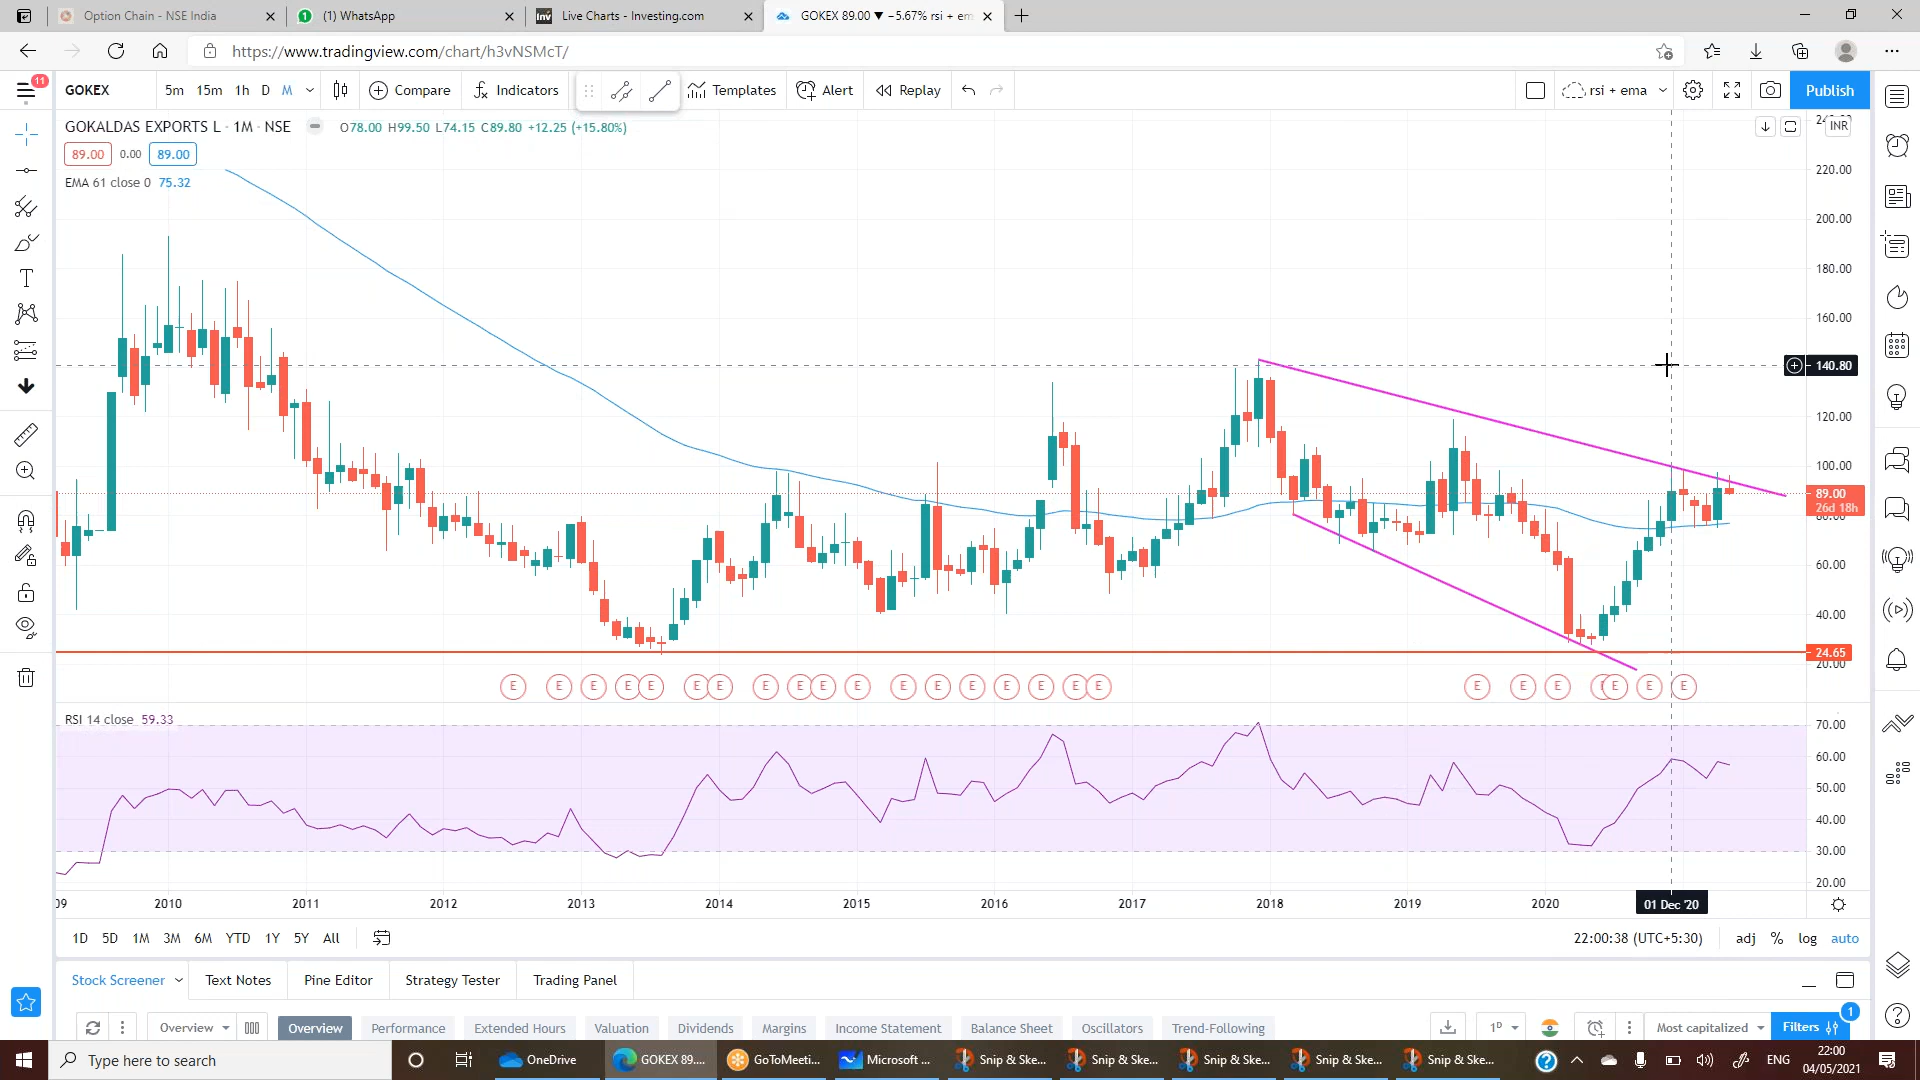 Option Chain - NSE India
(1) WhatsApp
Live Charts - Investing.com
GOKEX 89.00 ▼ −5.67% rsi + em
https://www.tradingview.com/chart/h3vNSMcT/
11
GOKEX
5m 15m 1h D M
Compare
Indicators
Templates
Alert
Replay
rsi + ema
Publish
GOKALDAS EXPORTS L · 1M · NSE
O78.00 H99.50 L74.15 C89.80 +12.25 (+15.80%)
89.00 0.00 89.00
EMA 61 close 0 75.32
INR
220.00
200.00
180.00
160.00
140.80
120.00
100.00
89.00
26d 18h
80.00
60.00
40.00
24.65
20.00
E E E E E E E E E E E E E E E E E E E E E E E E E
RSI 14 close 59.33
70.00
60.00
50.00
40.00
30.00
20.00
09 2010 2011 2012 2013 2014 2015 2016 2017 2018 2019 2020 01 Dec '20
1D 5D 1M 3M 6M YTD 1Y 5Y All
22:00:38 (UTC+5:30) adj % log auto
Stock Screener Text Notes Pine Editor Strategy Tester Trading Panel
Overview Overview Performance Extended Hours Valuation Dividends Margins Income Statement Balance Sheet Oscillators Trend-Following
1D Most capitalized Filters 1
Type here to search
OneDrive
GOKEX 89....
GoToMeeti...
Microsoft ...
Snip & Ske...
Snip & Ske...
Snip & Ske...
Snip & Ske...
Snip & Ske...
ENG
22:00
04/05/2021